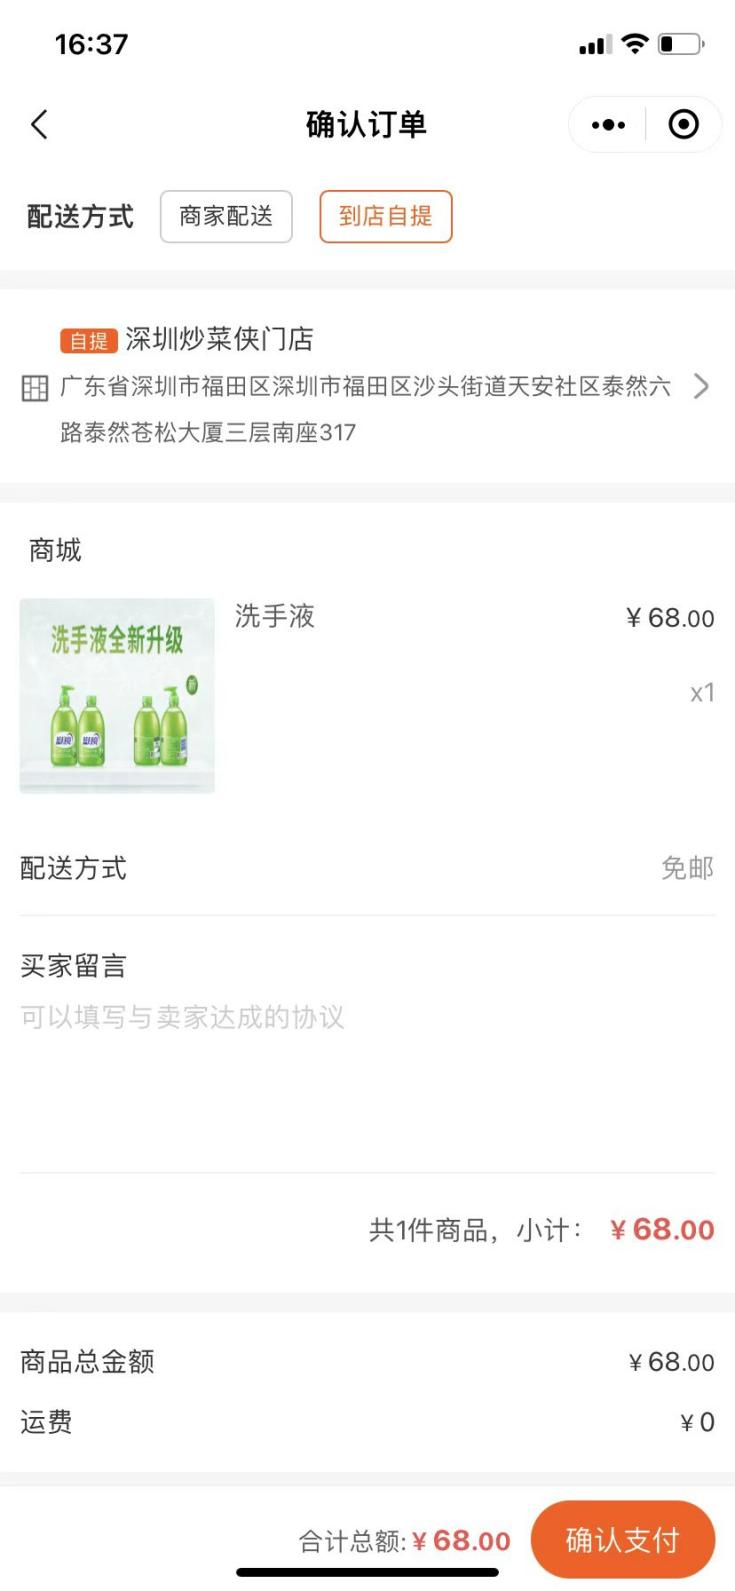 16:37
确认订单
配送方式 商家配送 到店自提
自提 深圳炒菜侠门店
广东省深圳市福田区深圳市福田区沙头街道天安社区泰然六
路泰然苍松大厦三层南座317
商城
洗手液全新升级
洗手液 ¥68.00
x1
配送方式 免邮
买家留言
可以填写与卖家达成的协议
共1件商品，小计： ¥68.00
商品总金额 ¥68.00
运费 ¥0
合计总额:¥68.00 确认支付